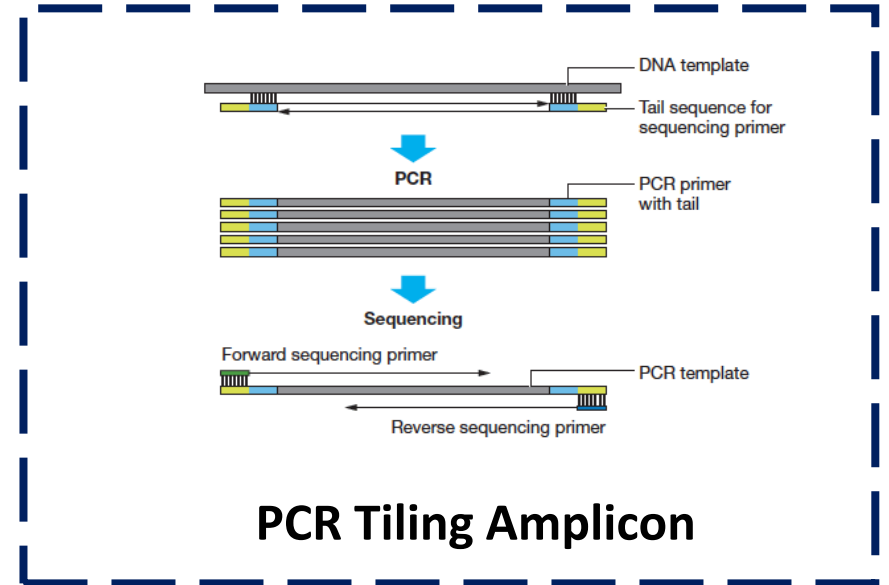 DNA template
Tail sequence for
sequencing primer
PCR
PCR primer
with tail
Sequencing
Forward sequencing primer
PCR template
Reverse sequencing primer
PCR Tiling Amplicon